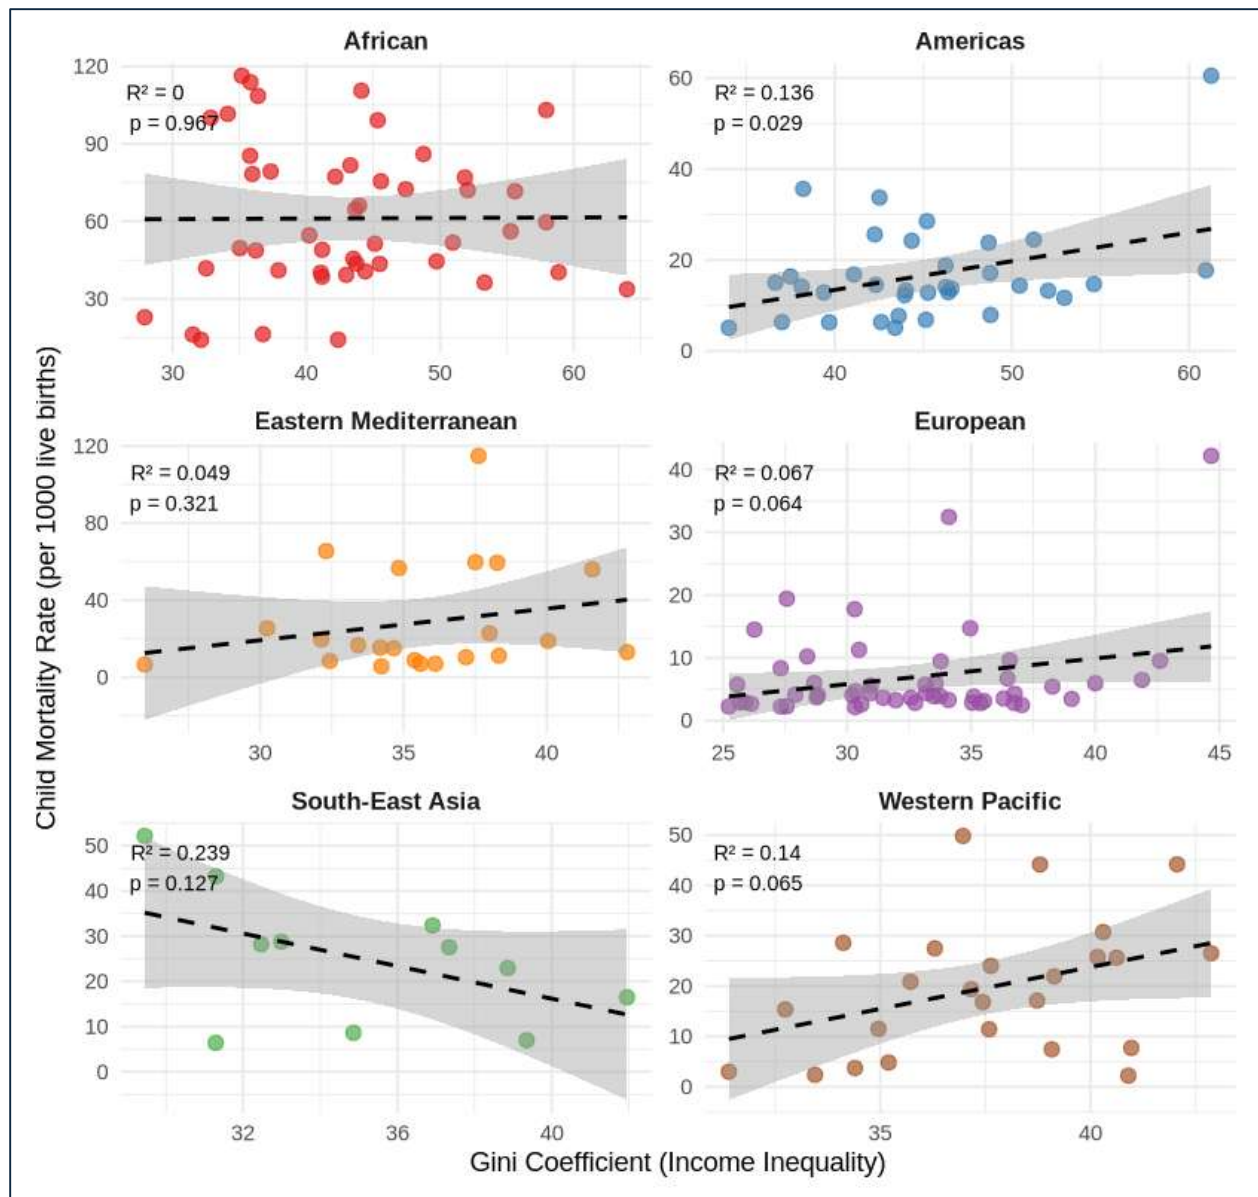 African
R² = 0
p = 0.967
120
90
60
30
30 40 50 60
Americas
R² = 0.136
p = 0.029
60
40
20
0
40 50 60
Eastern Mediterranean
R² = 0.049
p = 0.321
120
80
40
0
30 35 40
European
R² = 0.067
p = 0.064
40
30
20
10
0
25 30 35 40 45
South-East Asia
R² = 0.239
p = 0.127
50
40
30
20
10
0
32 36 40
Western Pacific
R² = 0.14
p = 0.065
50
40
30
20
10
0
35 40
Child Mortality Rate (per 1000 live births)
Gini Coefficient (Income Inequality)